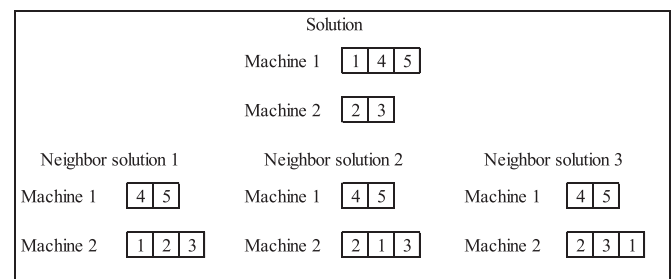 Solution
Machine 1 1 4 5
Machine 2 2 3
Neighbor solution 1 Neighbor solution 2 Neighbor solution 3
Machine 1 4 5 Machine 1 4 5 Machine 1 4 5
Machine 2 1 2 3 Machine 2 2 1 3 Machine 2 2 3 1